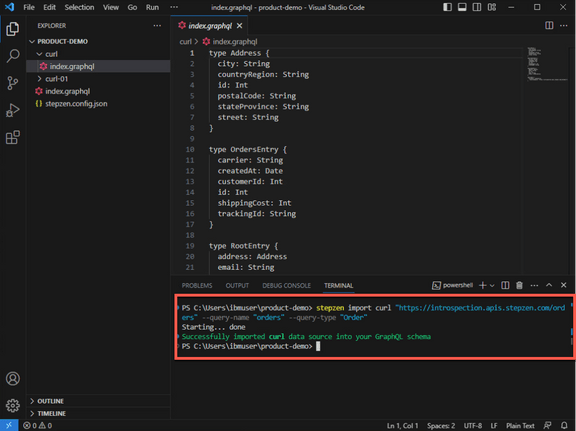 File Edit Selection View Go Run ··· index.graphql - product-demo - Visual Studio Code
EXPLORER ···
PRODUCT-DEMO
curl
index.graphql
curl-01
index.graphql
stepzen.config.json
OUTLINE
TIMELINE
index.graphql
curl > index.graphql
1 type Address {
2 city: String
3 countryRegion: String
4 id: Int
5 postalCode: String
6 stateProvince: String
7 street: String
8 }
9
10 type OrdersEntry {
11 carrier: String
12 createdAt: Date
13 customerId: Int
14 id: Int
15 shippingCost: Int
16 trackingId: String
17 }
18
19 type RootEntry {
20 address: Address
21 email: String
PROBLEMS OUTPUT DEBUG CONSOLE TERMINAL powershell
PS C:\Users\ibmuser\product-demo> stepzen import curl "https://introspection.apis.stepzen.com/ord
ers" --query-name "orders" --query-type "Order"
Starting... done
Successfully imported curl data source into your GraphQL schema
PS C:\Users\ibmuser\product-demo>
0 0 Ln 1, Col 1 Spaces: 2 UTF-8 LF Plain Text